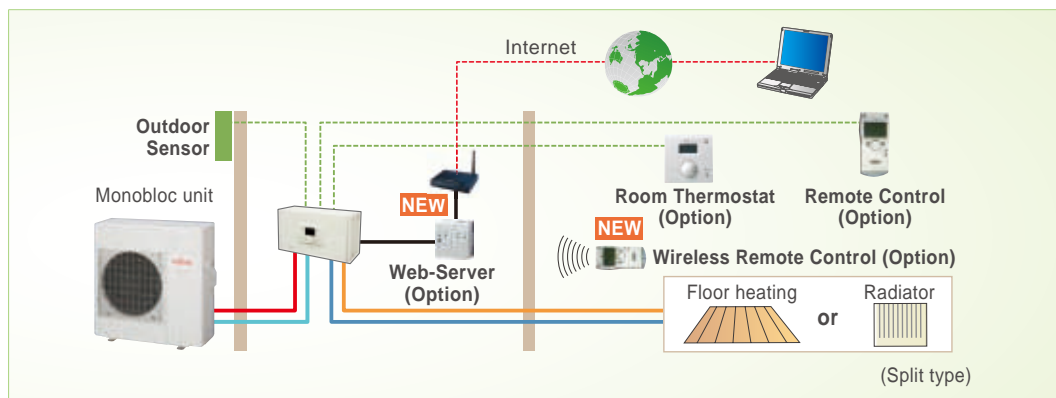 Internet
Outdoor
Sensor
Monobloc unit
NEW
Web-Server
(Option)
Room Thermostat
(Option)
Remote Control
(Option)
NEW
Wireless Remote Control (Option)
Floor heating
or
Radiator
(Split type)